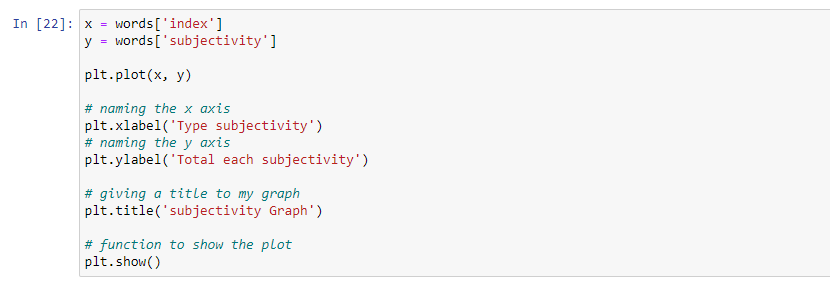 In [22]: x = words['index']
y = words['subjectivity']
plt.plot(x, y)
# naming the x axis
plt.xlabel('Type subjectivity')
# naming the y axis
plt.ylabel('Total each subjectivity')
# giving a title to my graph
plt.title('subjectivity Graph')
# function to show the plot
plt.show()